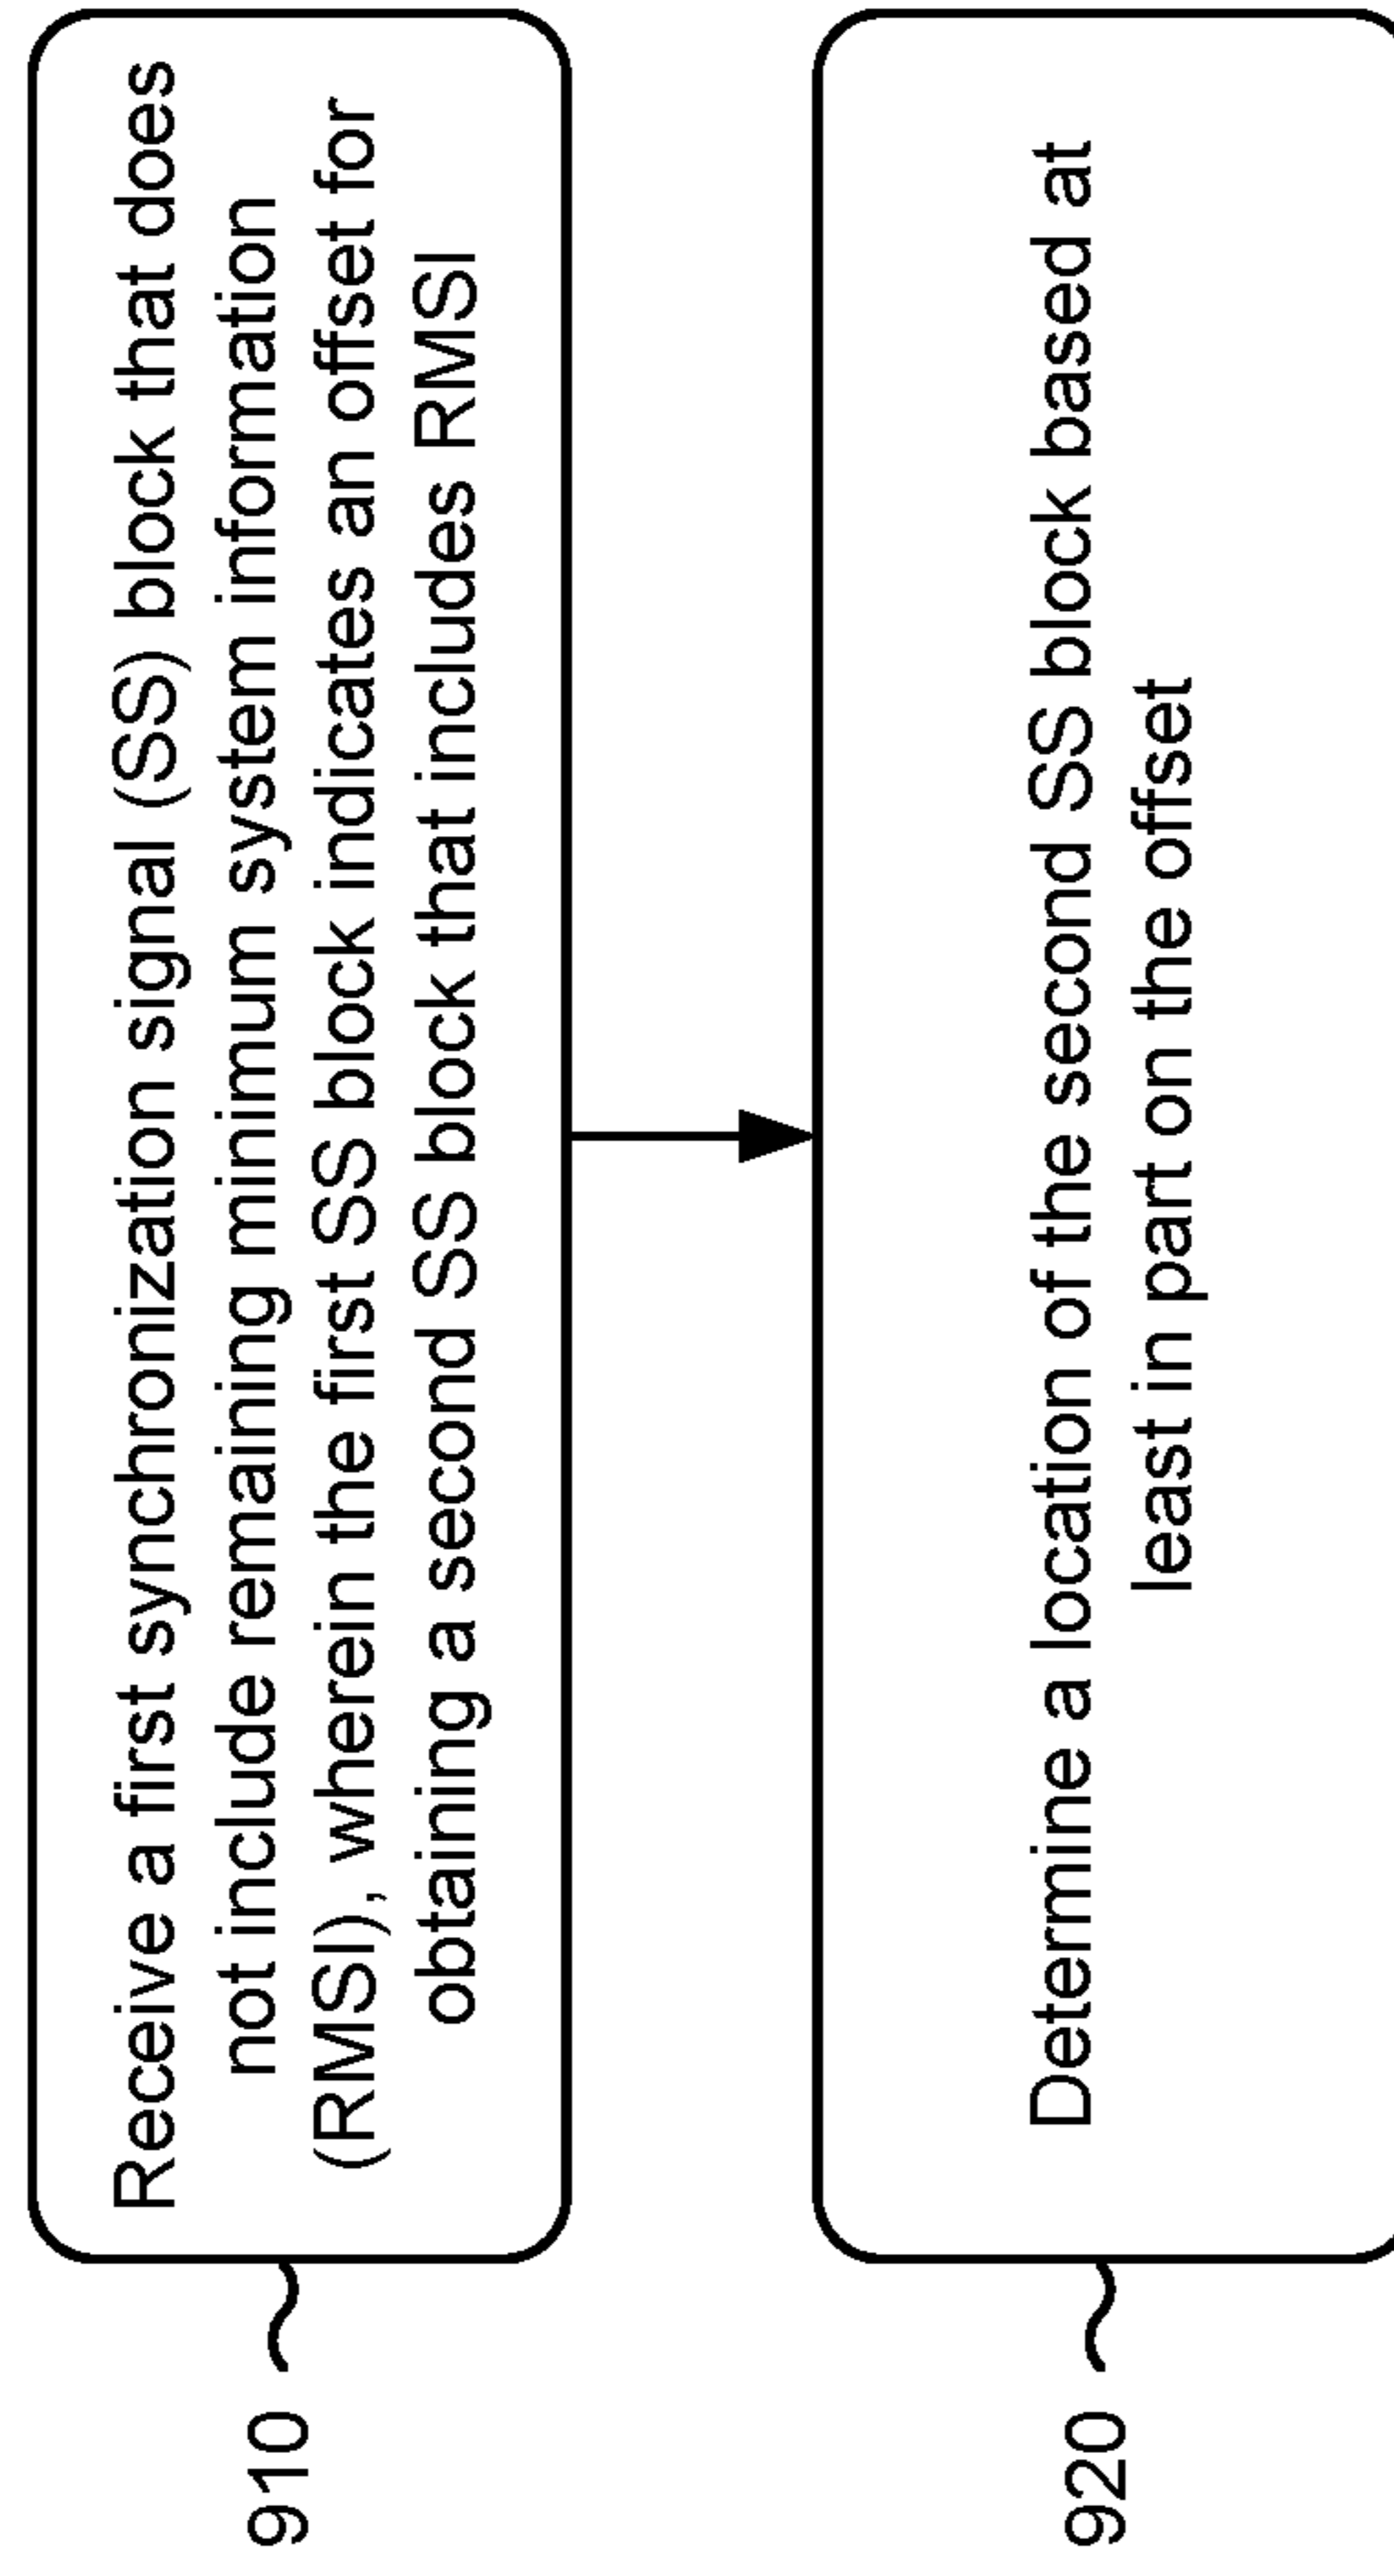 910
Receive a first synchronization signal (SS) block that does
not include remaining minimum system information
(RMSI), wherein the first SS block indicates an offset for
obtaining a second SS block that includes RMSI
920
Determine a location of the second SS block based at
least in part on the offset